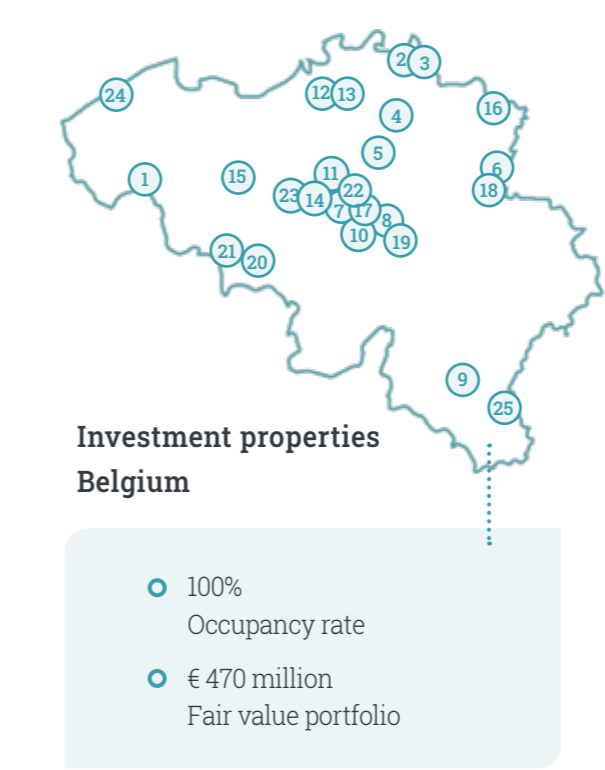 2 3
24 12 13
16
4
5
6
1 15 11 18
23 14 22
7 17 8
10 19
21 20
9
25
Investment properties
Belgium
100%
Occupancy rate
€ 470 million
Fair value portfolio